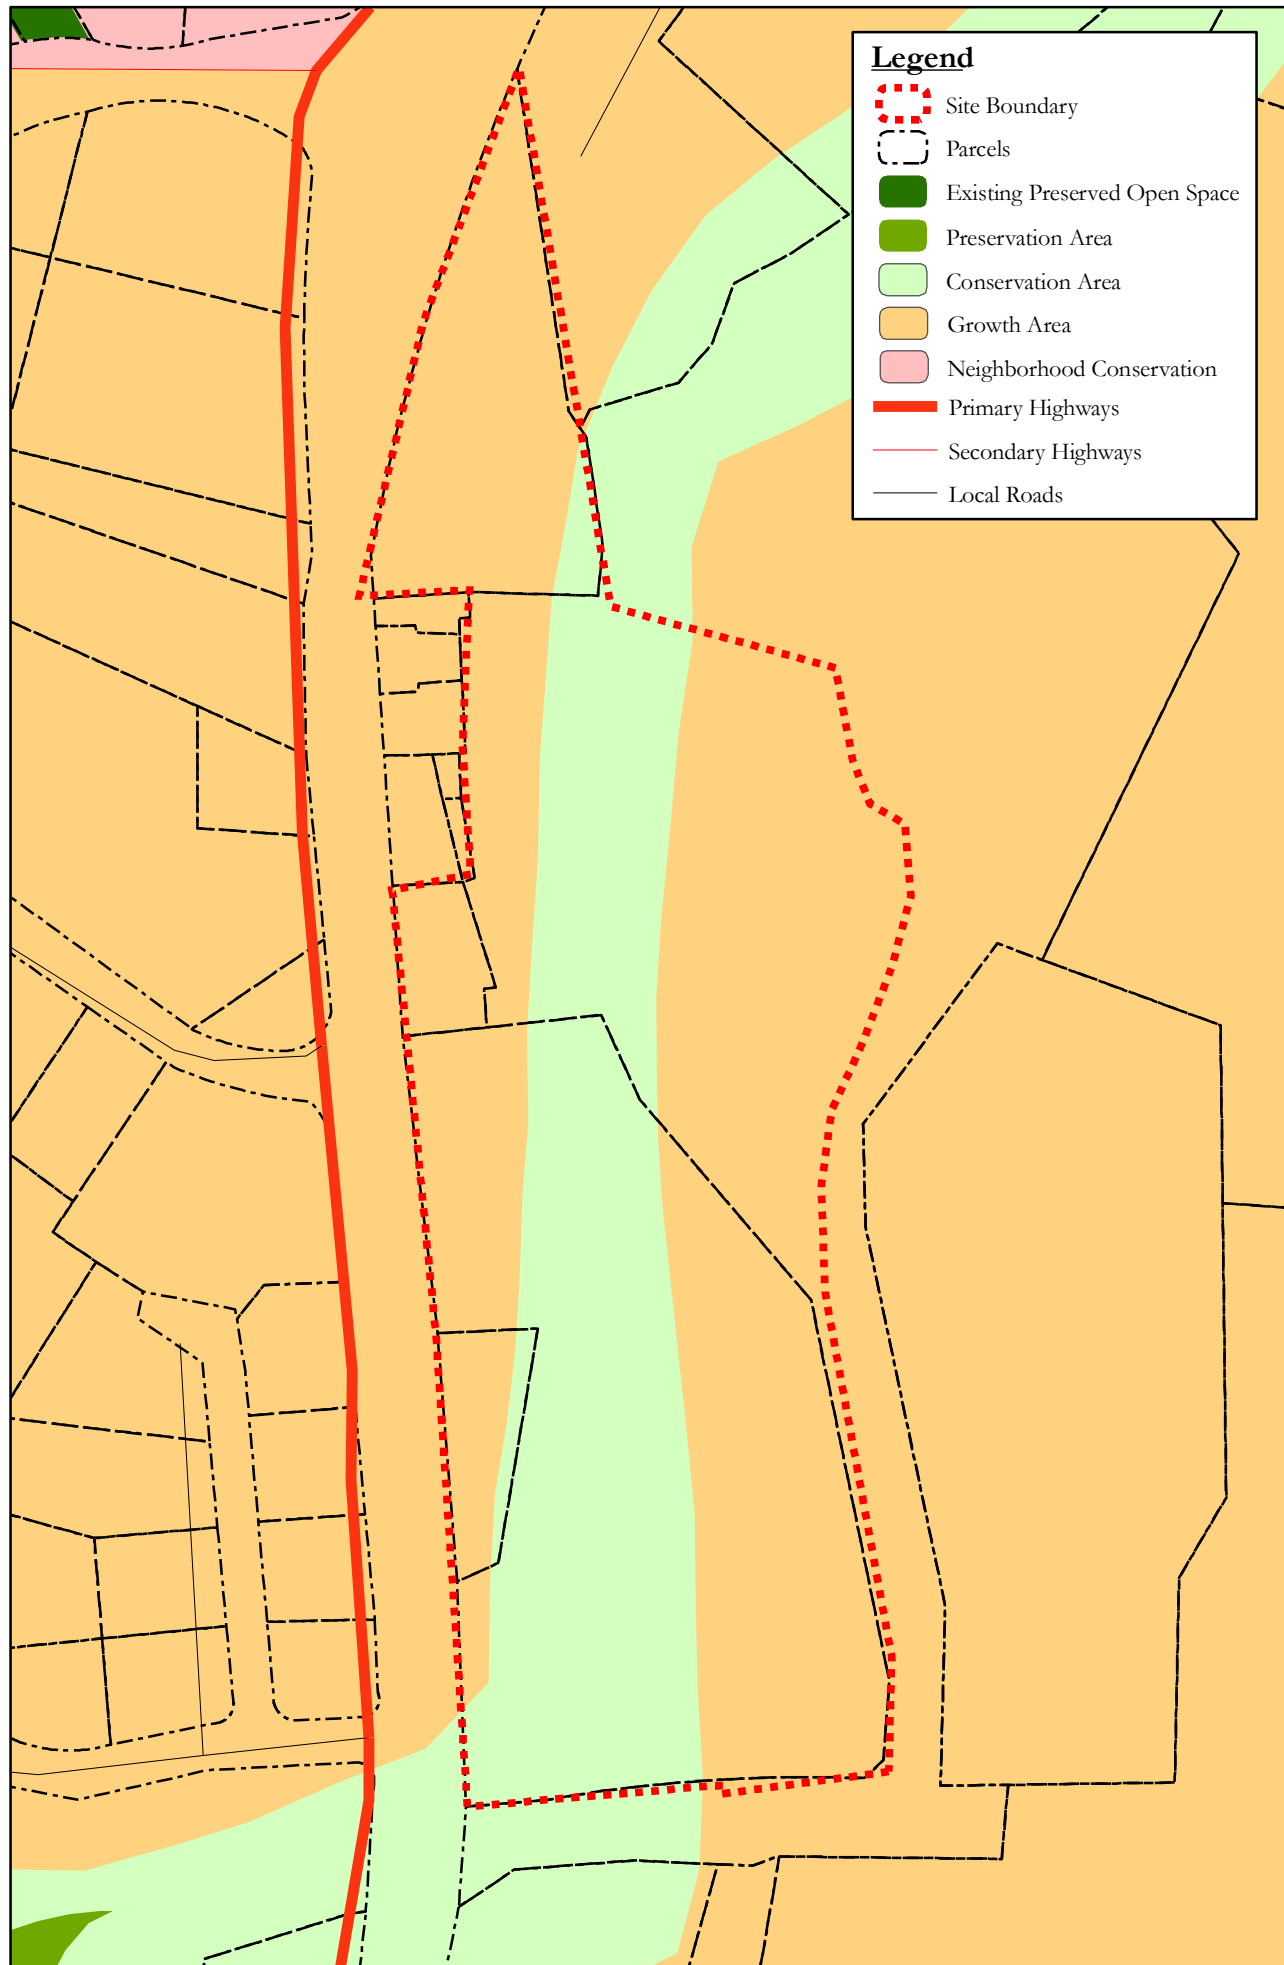 Legend
Site Boundary
Parcels
Existing Preserved Open Space
Preservation Area
Conservation Area
Growth Area
Neighborhood Conservation
Primary Highways
Secondary Highways
Local Roads